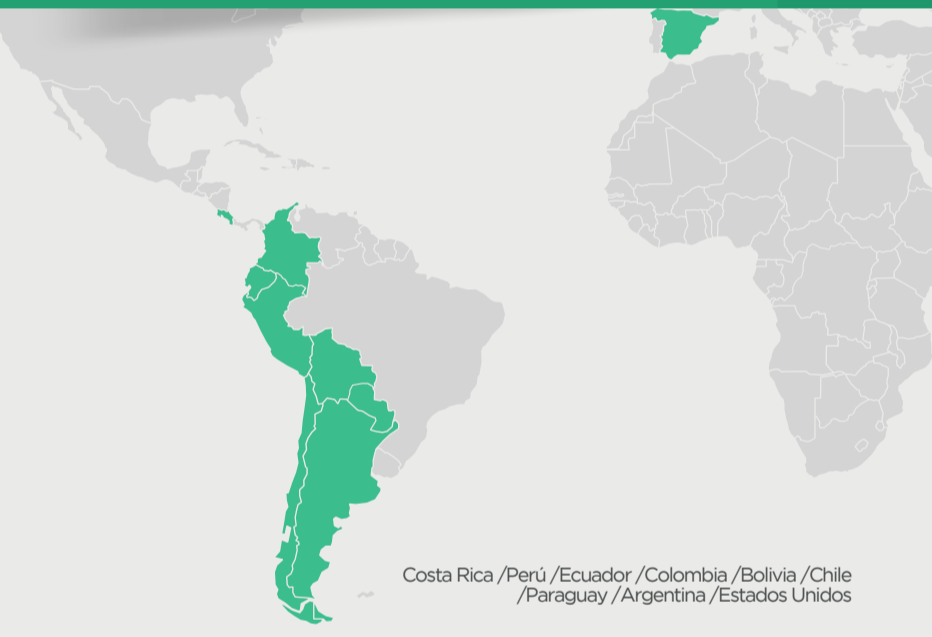 Costa Rica /Perú /Ecuador /Colombia /Bolivia /Chile
/Paraguay /Argentina /Estados Unidos